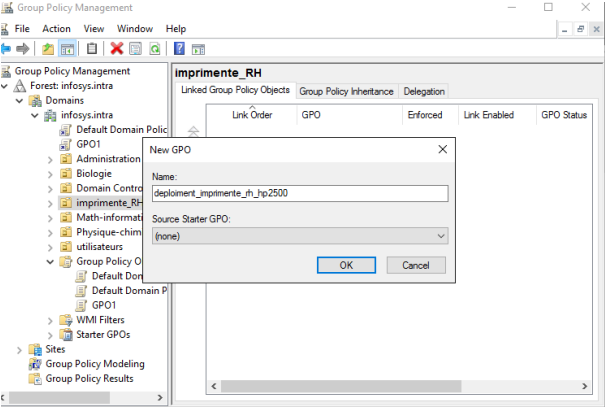 Group Policy Management
File Action View Window Help
Group Policy Management
Forest: infosys.intra
Domains
infosys.intra
Default Domain Polic
GPO1
Administration
Biologie
Domain Contro
imprimente_RH
Math-informati
Physique-chim
utilisateurs
Group Policy O
Default Don
Default Domain P
GPO1
WMI Filters
Starter GPOs
Sites
Group Policy Modeling
Group Policy Results
imprimente_RH
Linked Group Policy Objects Group Policy Inheritance Delegation
Link Order GPO Enforced Link Enabled GPO Status
New GPO
Name:
deploiment_imprimente_rh_hp2500
Source Starter GPO:
(none)
OK Cancel